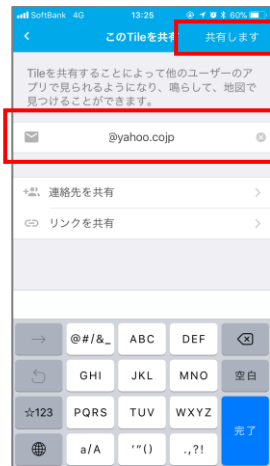 SoftBank 4G 13:25 60%
このTileを共有 共有します
Tileを共有することによって他のユーザーのア
プリで見られるようになり、鳴らして、地図で
見つけることができます。
@yahoo.cojp
連絡先を共有
リンクを共有
→ @#/&_ ABC DEF
GHI JKL MNO 空白
☆123 PQRS TUV WXYZ
a/A '"() .,?! 完了